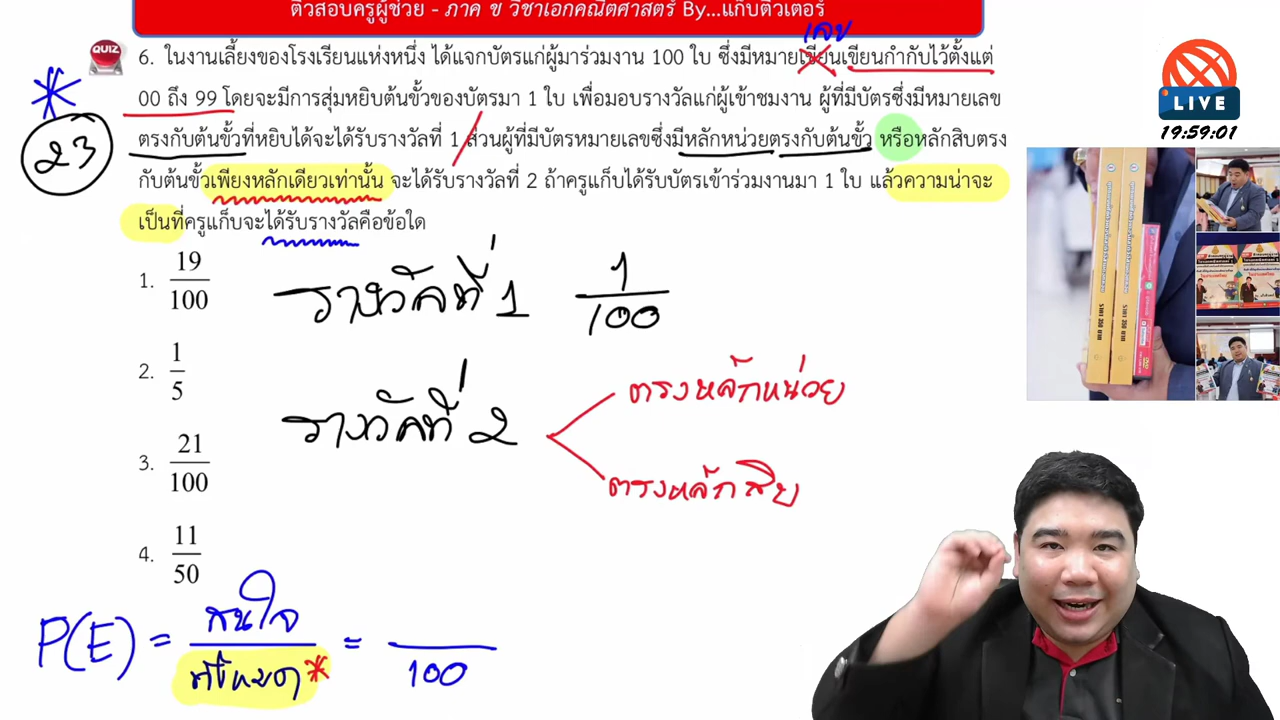 ติวสอบครูผู้ช่วย - ภาค ข วิชาเอกคณิตศาสตร์ By...แก๊บติวเตอร์
QUIZ
เลข
6. ในงานเลี้ยงของโรงเรียนแห่งหนึ่ง ได้แจกบัตรแก่ผู้มาร่วมงาน 100 ใบ ซึ่งมีหมายเขียนเขียนกำกับไว้ตั้งแต่
00 ถึง 99 โดยจะมีการสุ่มหยิบต้นขั้วของบัตรมา 1 ใบ เพื่อมอบรางวัลแก่ผู้เข้าชมงาน ผู้ที่มีบัตรซึ่งมีหมายเลข
ตรงกับต้นขั้วที่หยิบได้จะได้รับรางวัลที่ 1 ส่วนผู้ที่มีบัตรหมายเลขซึ่งมีหลักหน่วยตรงกับต้นขั้ว หรือหลักสิบตรง
กับต้นขั้วเพียงหลักเดียวเท่านั้น จะได้รับรางวัลที่ 2 ถ้าครูแก๊บได้รับบัตรเข้าร่วมงานมา 1 ใบ แล้วความน่าจะ
เป็นที่ครูแก๊บจะได้รับรางวัลคือข้อใด
23
1. 19/100
2. 1/5
3. 21/100
4. 11/50
รางวัลที่ 1 1/100
รางวัลที่ 2
ตรงหลักหน่วย
ตรงหลักสิบ
P(E) = สนใจ/ทั้งหมด* = /100
LIVE
19:59:01
ราคา 350 บาท
ราคา 350 บาท